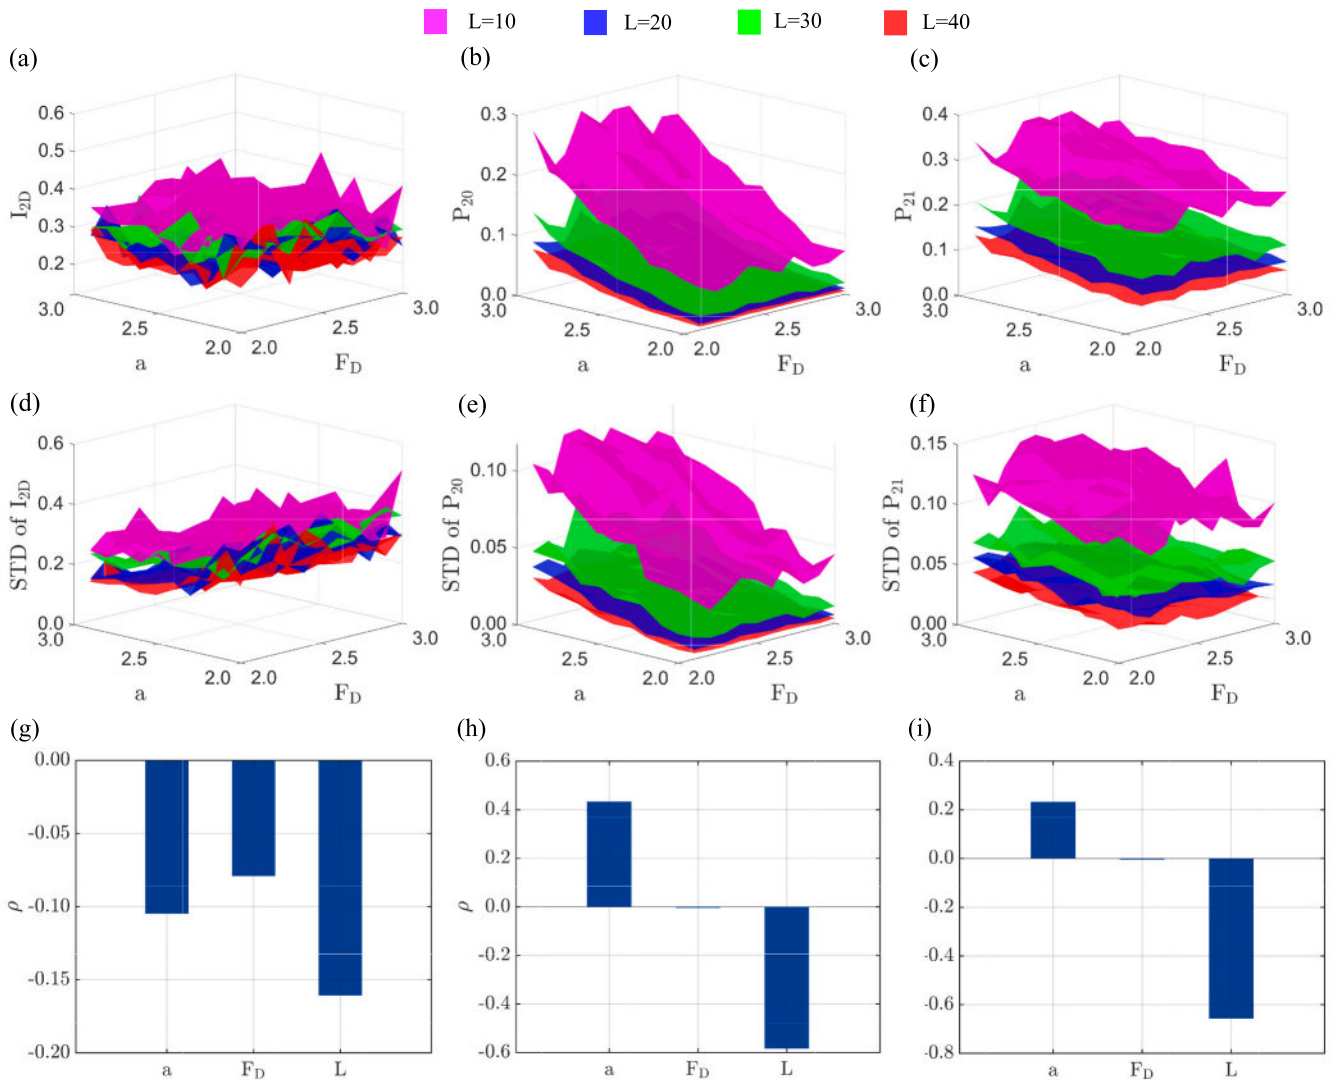 L=10 L=20 L=30 L=40
(a) (b) (c)
0.6 0.5 0.4 0.3 0.2
I2D
3.0 2.5 2.0 2.0 2.5 3.0
a FD
0.3 0.2 0.1 0.0
P20
3.0 2.5 2.0 2.0 2.5 3.0
a FD
0.4 0.3 0.2 0.1 0.0
P21
3.0 2.5 2.0 2.0 2.5 3.0
a FD
(d) (e) (f)
0.6 0.4 0.2 0.0
STD of I2D
3.0 2.5 2.0 2.0 2.5 3.0
a FD
0.10 0.05 0.00
STD of P20
3.0 2.5 2.0 2.0 2.5 3.0
a FD
0.15 0.10 0.05 0.00
STD of P21
3.0 2.5 2.0 2.0 2.5 3.0
a FD
(g) (h) (i)
0.00 -0.05 -0.10 -0.15 -0.20
ρ
a FD L
0.6 0.4 0.2 0.0 -0.2 -0.4 -0.6
ρ
a FD L
0.4 0.2 0.0 -0.2 -0.4 -0.6 -0.8
a FD L